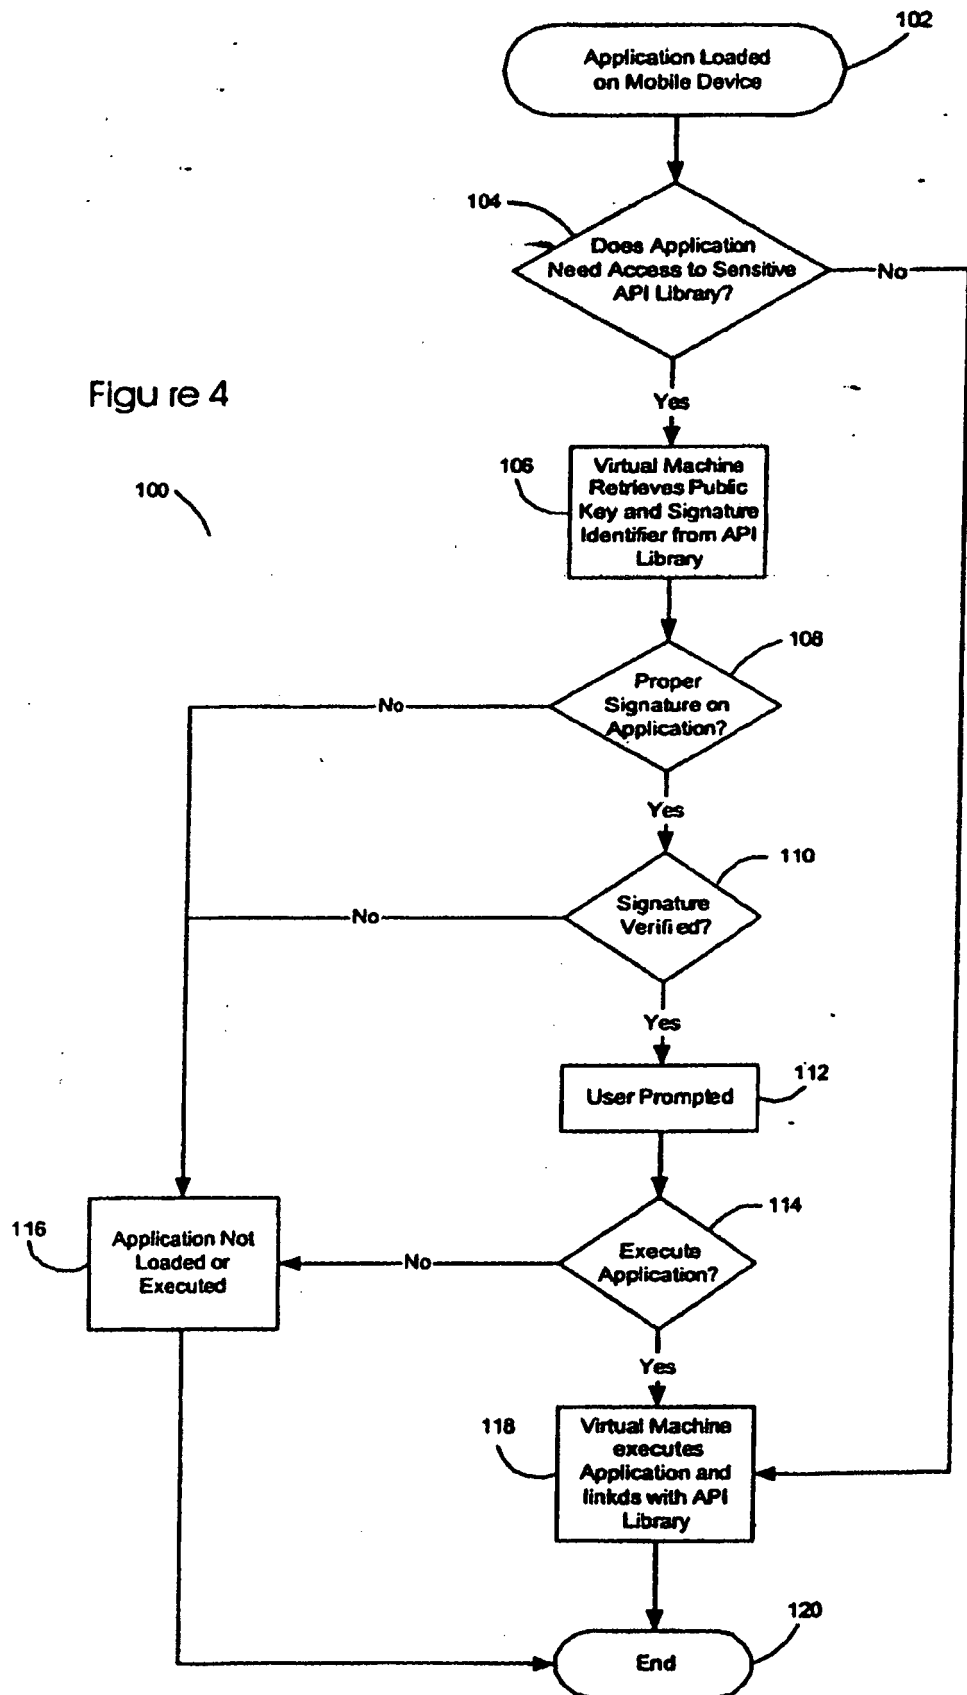 102
Application Loaded
on Mobile Device
104
Does Application
Need Access to Sensitive
API Library?
No
Figu re 4
Yes
100
106
Virtual Machine
Retrieves Public
Key and Signature
Identifier from API
Library
108
Proper
Signature on
Application?
No
Yes
110
Signature
Verified?
No
Yes
112
User Prompted
114
116
Application Not
Loaded or
Executed
No
Execute
Application?
Yes
118
Virtual Machine
executes
Application and
linkds with API
Library
120
End